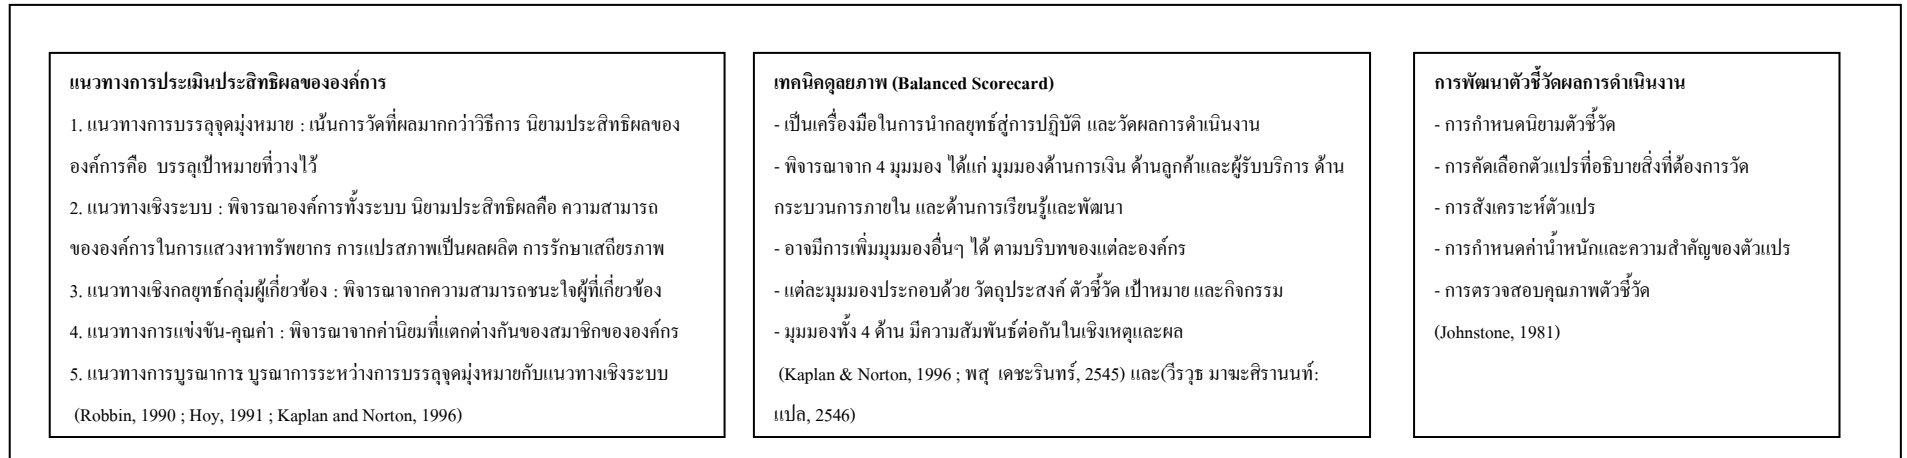 แนวทางการประเมินประสิทธิผลขององค์การ
1. แนวทางการบรรลุจุดมุ่งหมาย : เน้นการวัดที่ผลมากกว่าวิธีการ นิยามประสิทธิผลของ
องค์การคือ บรรลุเป้าหมายที่วางไว้
2. แนวทางเชิงระบบ : พิจารณาองค์การทั้งระบบ นิยามประสิทธิผลคือ ความสามารถ
ขององค์การในการแสวงหาทรัพยากร การแปรสภาพเป็นผลผลิต การรักษาเสถียรภาพ
3. แนวทางเชิงกลยุทธ์กลุ่มผู้เกี่ยวข้อง : พิจารณาจากความสามารถชนะใจผู้ที่เกี่ยวข้อง
4. แนวทางการแข่งขัน-คุณค่า : พิจารณาจากค่านิยมที่แตกต่างกันของสมาชิกขององค์กร
5. แนวทางการบูรณาการ: บูรณาการระหว่างการบรรลุจุดมุ่งหมายกับแนวทางเชิงระบบ
(Robbin, 1990 ; Hoy, 1991 ; Kaplan and Norton, 1996)
เทคนิคดุลยภาพ (Balanced Scorecard)
- เป็นเครื่องมือในการนำกลยุทธ์สู่การปฏิบัติ และวัดผลการดำเนินงาน
- พิจารณาจาก 4 มุมมอง ได้แก่ มุมมองด้านการเงิน ด้านลูกค้าและผู้รับบริการ ด้าน
กระบวนการภายใน และด้านการเรียนรู้และพัฒนา
- อาจมีการเพิ่มมุมมองอื่นๆ ได้ ตามบริบทของแต่ละองค์กร
- แต่ละมุมมองประกอบด้วย วัตถุประสงค์ ตัวชี้วัด เป้าหมาย และกิจกรรม
- มุมมองทั้ง 4 ด้าน มีความสัมพันธ์ต่อกันในเชิงเหตุและผล
(Kaplan & Norton, 1996 ; พสุ เดชะรินทร์, 2545) และ(วีรวุธ มาฆะศิรานนท์:
แปล, 2546)
การพัฒนาตัวชี้วัดผลการดำเนินงาน
- การกำหนดนิยามตัวชี้วัด
- การคัดเลือกตัวแปรที่อธิบายสิ่งที่ต้องการวัด
- การสังเคราะห์ตัวแปร
- การกำหนดค่าน้ำหนักและความสำคัญของตัวแปร
- การตรวจสอบคุณภาพตัวชี้วัด
(Johnstone, 1981)